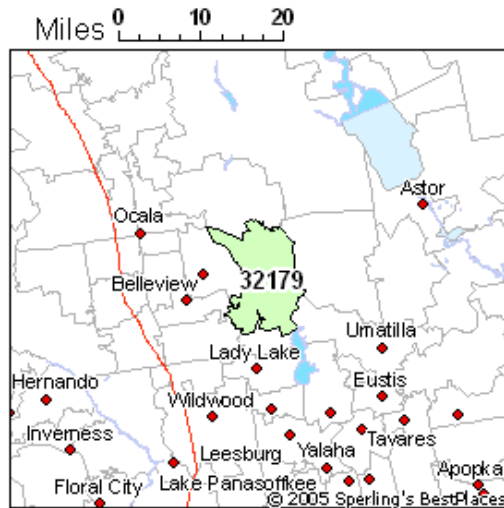 Miles 0 10 20
Astor
Ocala
32179
Belleview
Umatilla
Lady Lake
Hernando
Eustis
Wildwood
Inverness
Tavares
Leesburg
Yalaha
Apopka
Lake Panasoffkee
Floral City
© 2005 Sperling's BestPlaces